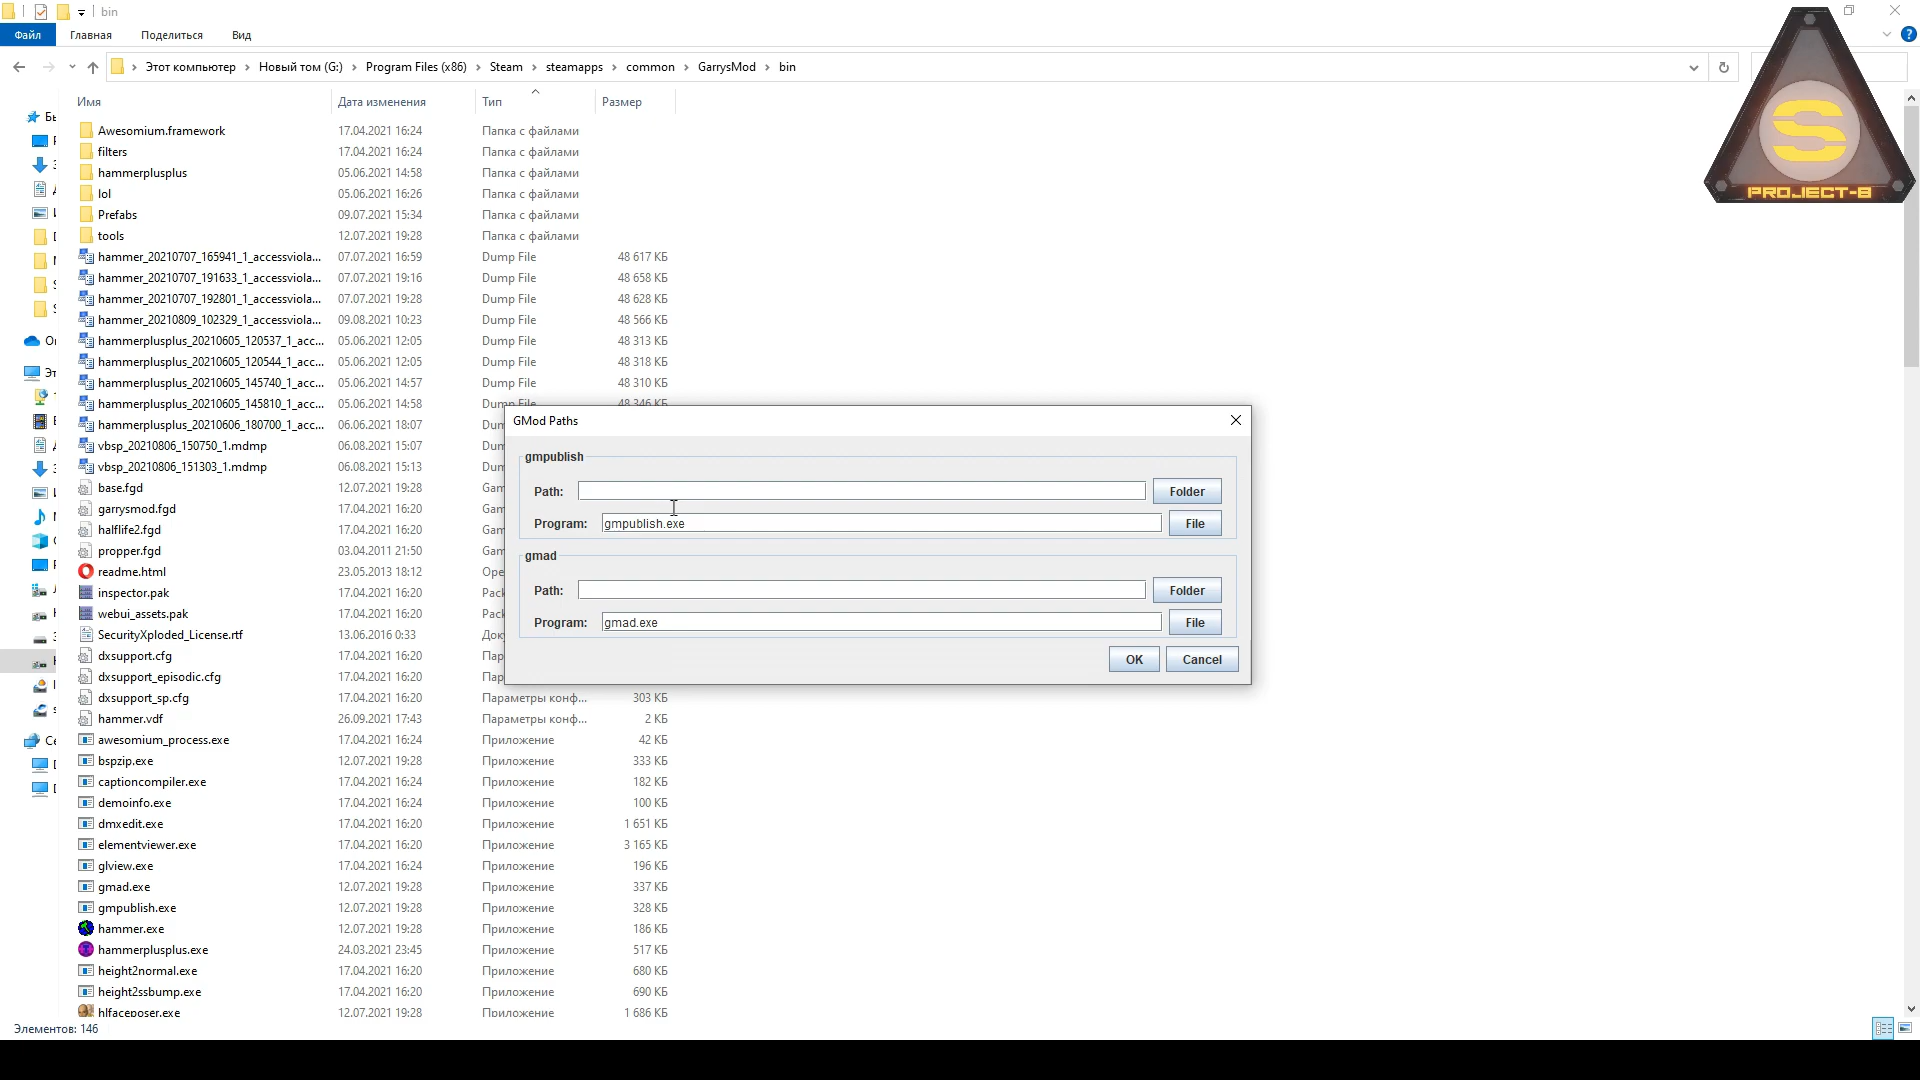 bin
Файл Главная Поделиться Вид
Этот компьютер Новый том (G:) Program Files (x86) Steam steamapps common GarrysMod bin
PROJECT-8
Имя Дата изменения Тип Размер
Awesomium.framework 17.04.2021 16:24 Папка с файлами
filters 17.04.2021 16:24 Папка с файлами
hammerplusplus 05.06.2021 14:58 Папка с файлами
lol 05.06.2021 16:26 Папка с файлами
Prefabs 09.07.2021 15:34 Папка с файлами
tools 12.07.2021 19:28 Папка с файлами
hammer_20210707_165941_1_accessviola... 07.07.2021 16:59 Dump File 48 617 КБ
hammer_20210707_191633_1_accessviola... 07.07.2021 19:16 Dump File 48 658 КБ
hammer_20210707_192801_1_accessviola... 07.07.2021 19:28 Dump File 48 628 КБ
hammer_20210809_102329_1_accessviola... 09.08.2021 10:23 Dump File 48 566 КБ
hammerplusplus_20210605_120537_1_acc... 05.06.2021 12:05 Dump File 48 313 КБ
hammerplusplus_20210605_120544_1_acc... 05.06.2021 12:05 Dump File 48 318 КБ
hammerplusplus_20210605_145740_1_acc... 05.06.2021 14:57 Dump File 48 310 КБ
hammerplusplus_20210605_145810_1_acc... 05.06.2021 14:58 Dump File 48 346 КБ
hammerplusplus_20210606_180700_1_acc... 06.06.2021 18:07 Dun
vbsp_20210806_150750_1.mdmp 06.08.2021 15:07 Dun
vbsp_20210806_151303_1.mdmp 06.08.2021 15:13 Dun
base.fgd 12.07.2021 19:28 Gam
garrysmod.fgd 17.04.2021 16:20 Gam
halflife2.fgd 17.04.2021 16:20 Gam
propper.fgd 03.04.2011 21:50 Gam
readme.html 23.05.2013 18:12 Ope
inspector.pak 17.04.2021 16:20 Pack
webui_assets.pak 17.04.2021 16:20 Pack
SecurityXploded_License.rtf 13.06.2016 0:33 Док
dxsupport.cfg 17.04.2021 16:20 Пар
dxsupport_episodic.cfg 17.04.2021 16:20 Пар
dxsupport_sp.cfg 17.04.2021 16:20 Параметры конф... 303 КБ
hammer.vdf 26.09.2021 17:43 Параметры конф... 2 КБ
awesomium_process.exe 17.04.2021 16:24 Приложение 42 КБ
bspzip.exe 12.07.2021 19:28 Приложение 333 КБ
captioncompiler.exe 17.04.2021 16:24 Приложение 182 КБ
demoinfo.exe 17.04.2021 16:24 Приложение 100 КБ
dmxedit.exe 17.04.2021 16:20 Приложение 1 651 КБ
elementviewer.exe 17.04.2021 16:20 Приложение 3 165 КБ
glview.exe 17.04.2021 16:24 Приложение 196 КБ
gmad.exe 12.07.2021 19:28 Приложение 337 КБ
gmpublish.exe 12.07.2021 19:28 Приложение 328 КБ
hammer.exe 12.07.2021 19:28 Приложение 186 КБ
hammerplusplus.exe 24.03.2021 23:45 Приложение 517 КБ
height2normal.exe 17.04.2021 16:20 Приложение 680 КБ
height2ssbump.exe 17.04.2021 16:20 Приложение 690 КБ
hlfaceposer.exe 12.07.2021 19:28 Приложение 1 686 КБ
Элементов: 146
GMod Paths
gmpublish
Path: Folder
Program: gmpublish.exe File
gmad
Path: Folder
Program: gmad.exe File
OK Cancel